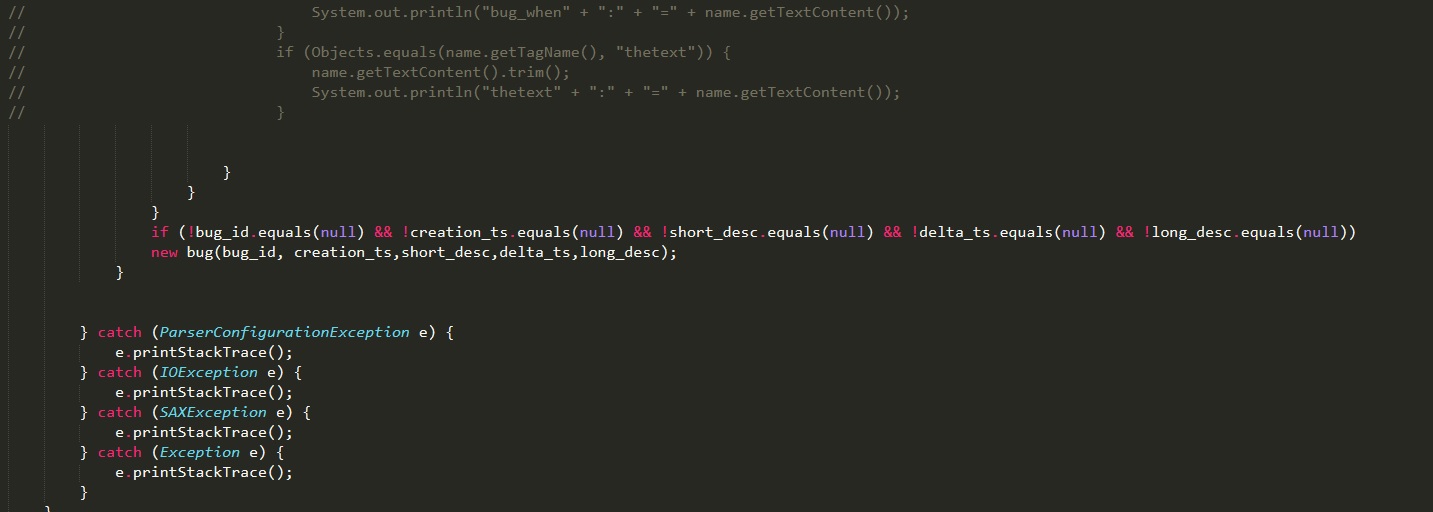 //                                System.out.println("bug_when" + ":" + "=" + name.getTextContent());
//                            }
//                            if (Objects.equals(name.getTagName(), "thetext")) {
//                                name.getTextContent().trim();
//                                System.out.println("thetext" + ":" + "=" + name.getTextContent());
//                            }
                        }
                    }
                }
                if (!bug_id.equals(null) && !creation_ts.equals(null) && !short_desc.equals(null) && !delta_ts.equals(null) && !long_desc.equals(null))
                new bug(bug_id, creation_ts,short_desc,delta_ts,long_desc);
            }
        } catch (ParserConfigurationException e) {
            e.printStackTrace();
        } catch (IOException e) {
            e.printStackTrace();
        } catch (SAXException e) {
            e.printStackTrace();
        } catch (Exception e) {
            e.printStackTrace();
        }
    }